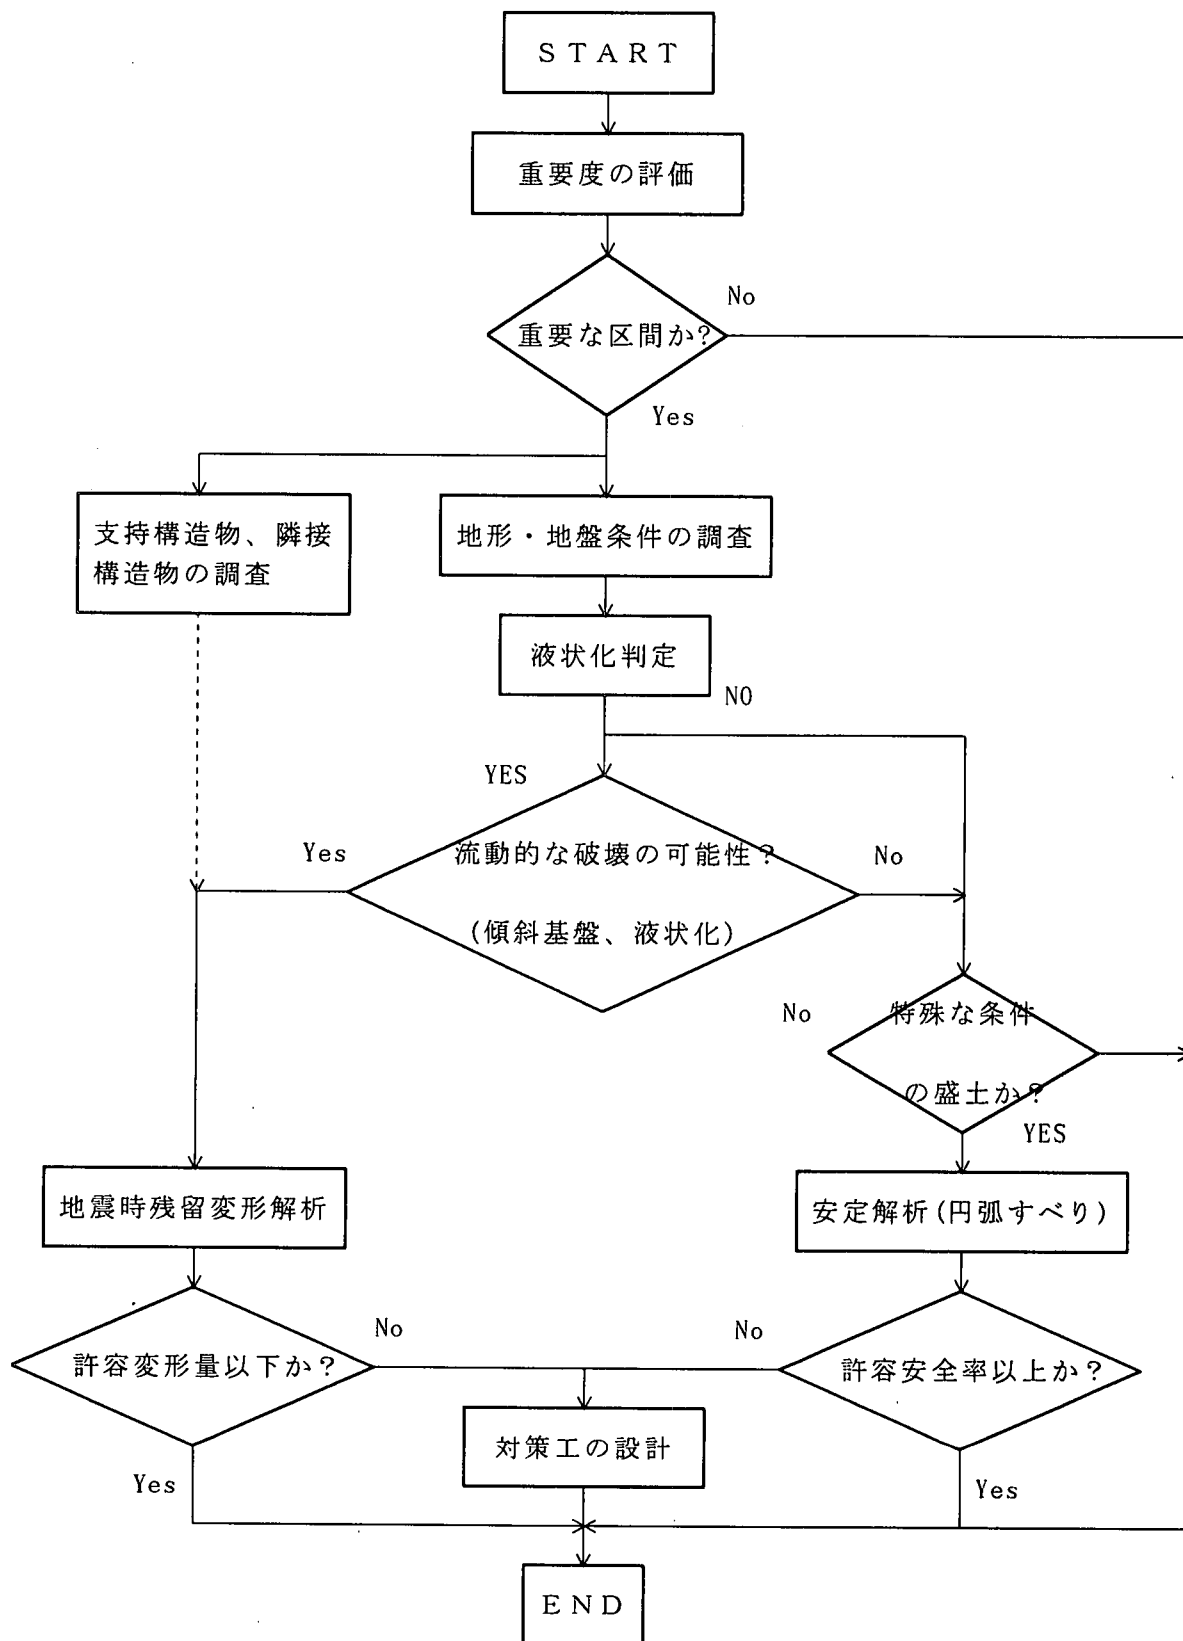 START
重要度の評価
No
重要な区間か?
Yes
支持構造物、隣接
構造物の調査
地形・地盤条件の調査
液状化判定
NO
YES
Yes
流動的な破壊の可能性?
No
(傾斜基盤、液状化)
No
特殊な条件
の盛土か?
YES
地震時残留変形解析
安定解析(円弧すべり)
No
No
許容変形量以下か?
許容安全率以上か?
対策工の設計
Yes
Yes
END